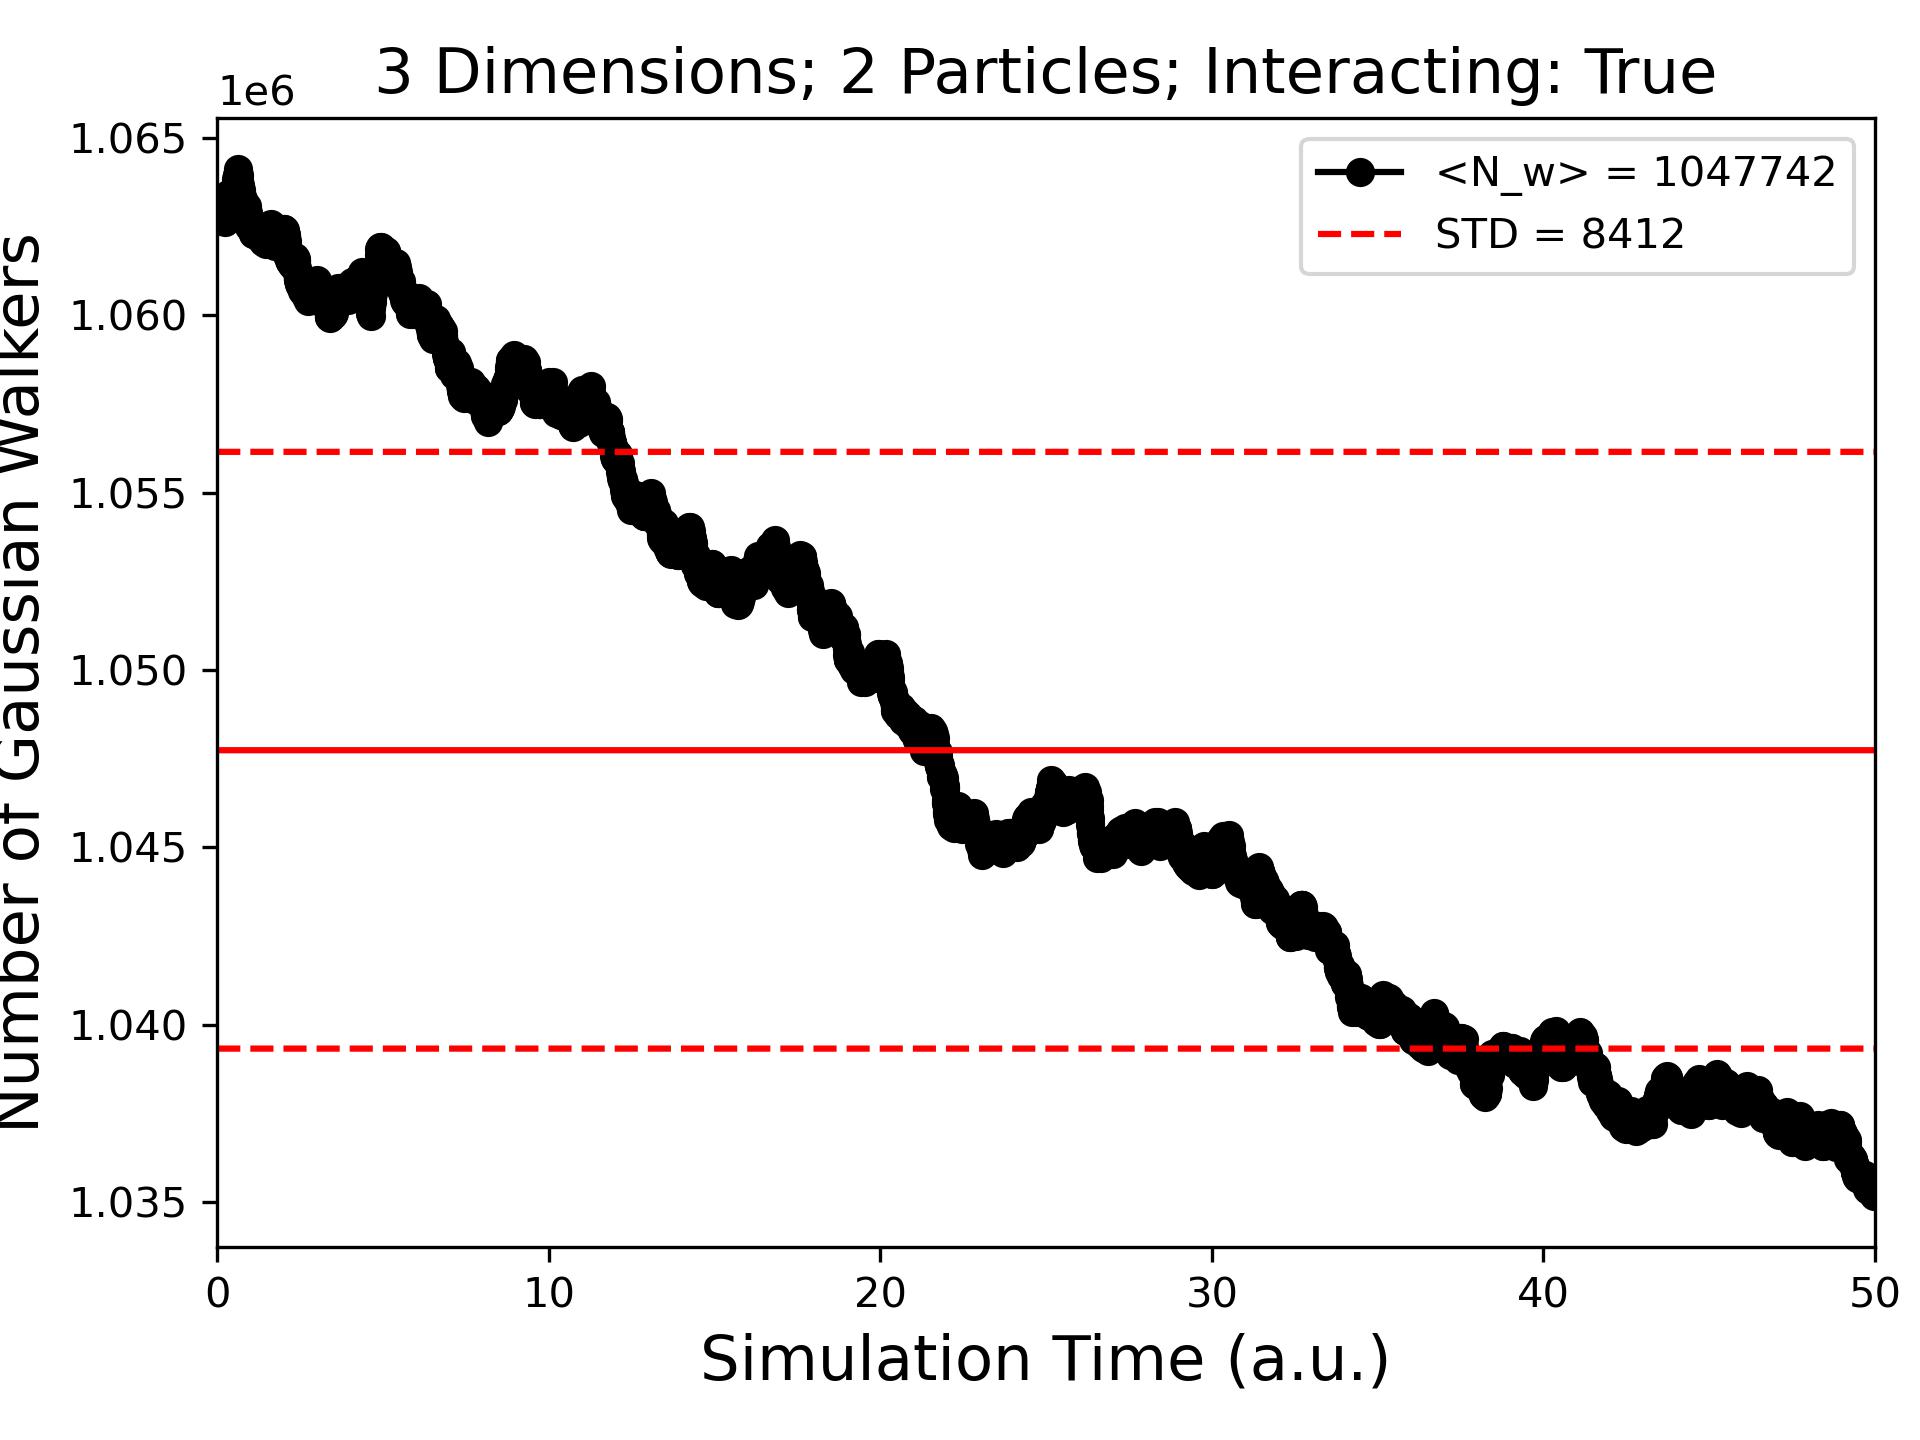 3 Dimensions; 2 Particles; Interacting: True
1e6
<N_w> = 1047742
STD = 8412
Number of Gaussian Walkers
1.065
1.060
1.055
1.050
1.045
1.040
1.035
0 10 20 30 40 50
Simulation Time (a.u.)